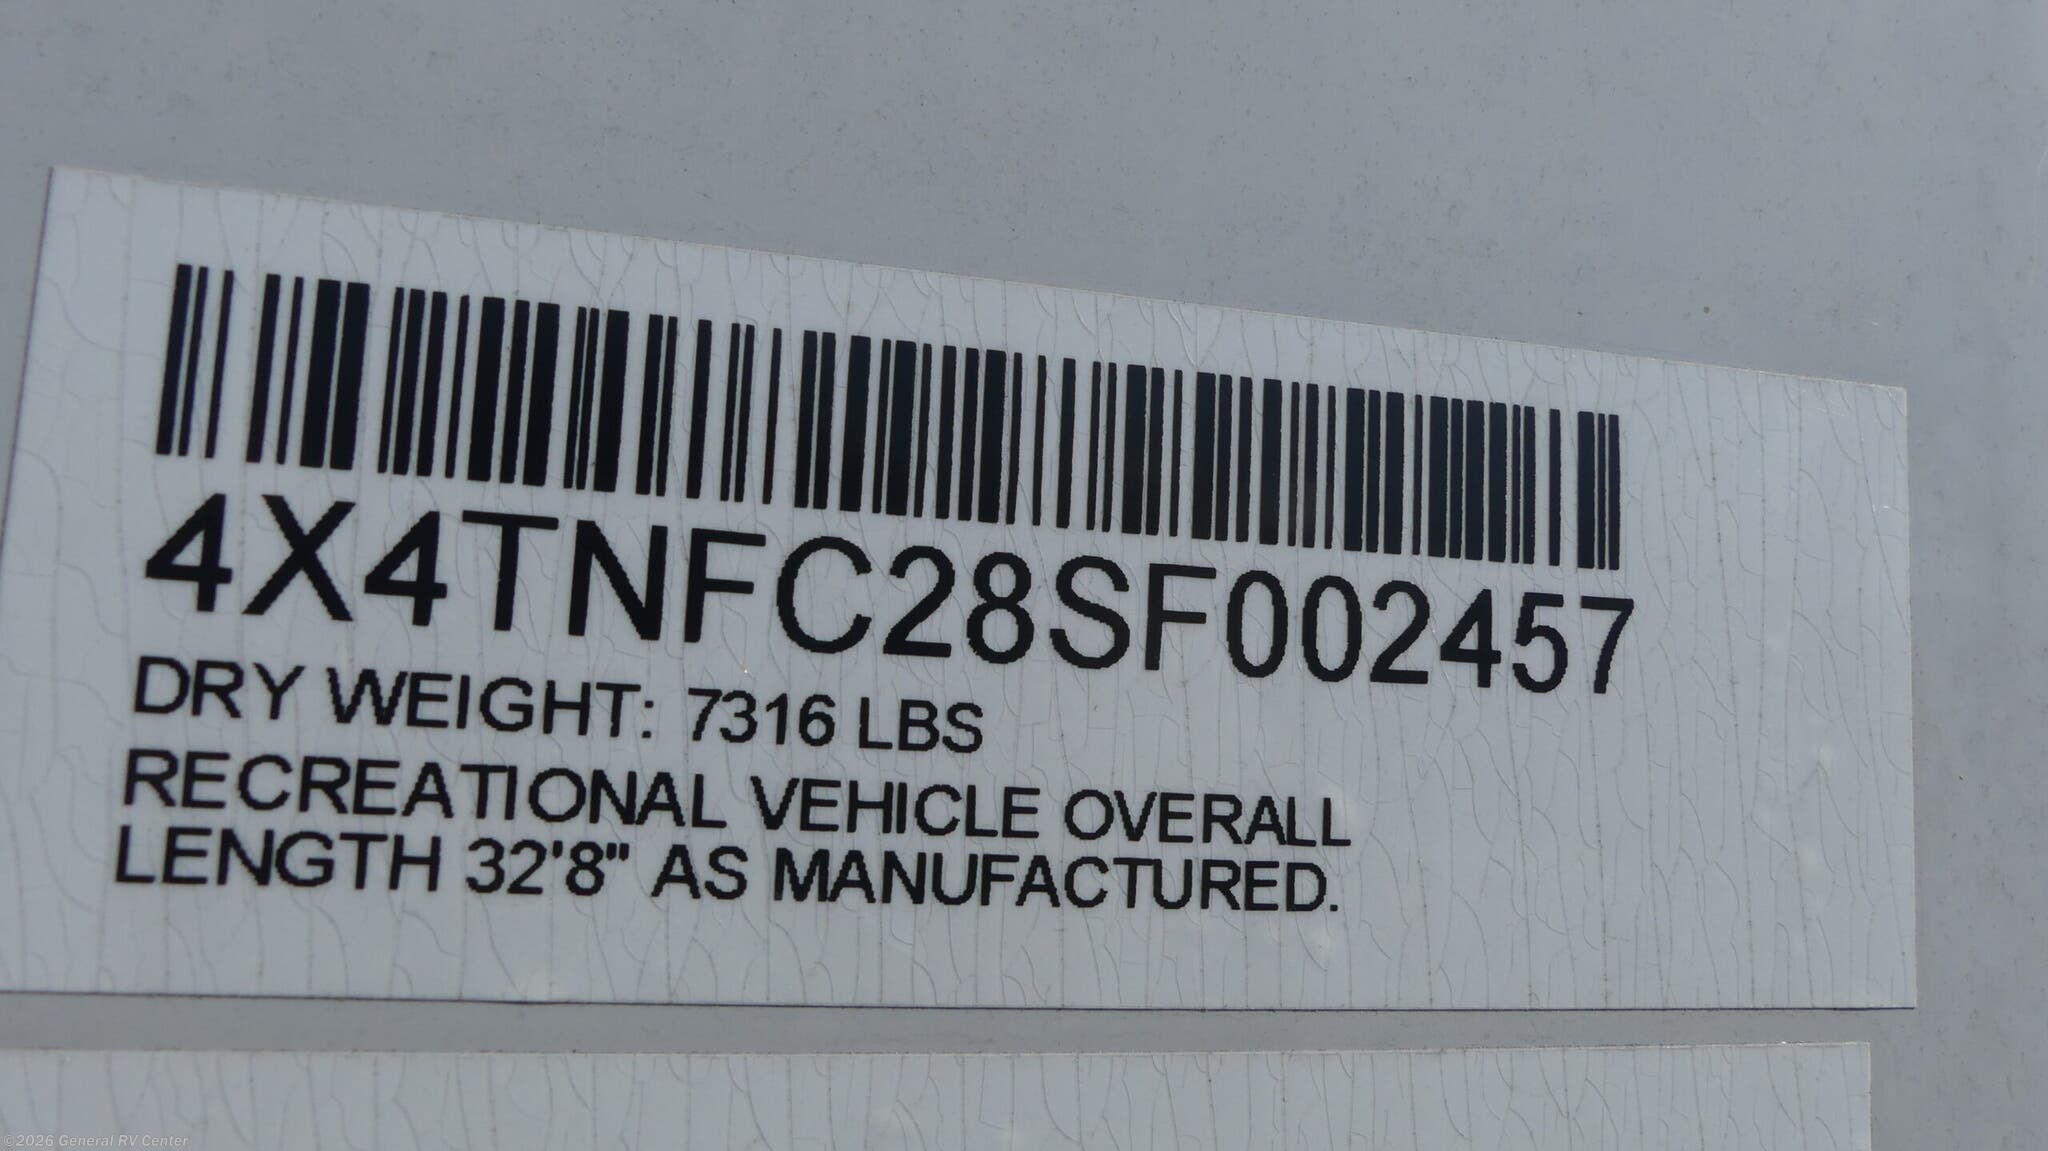 4X4TNFC28SF002457
DRY WEIGHT: 7316 LBS
RECREATIONAL VEHICLE OVERALL
LENGTH 32'8" AS MANUFACTURED.
©2026 General RV Center